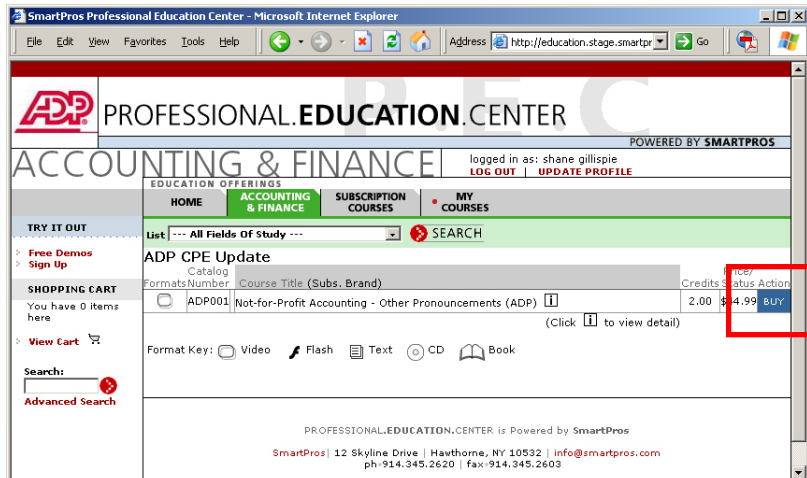 SmartPros Professional Education Center - Microsoft Internet Explorer
File Edit View Favorites Tools Help Address http://education.stage.smartpr Go
P.E.C
ADP PROFESSIONAL.EDUCATION.CENTER
POWERED BY SMARTPROS
ACCOUNTING & FINANCE
logged in as: shane gillispie
LOG OUT | UPDATE PROFILE
EDUCATION OFFERINGS
HOME ACCOUNTING & FINANCE SUBSCRIPTION COURSES MY COURSES
TRY IT OUT
Free Demos
Sign Up
SHOPPING CART
You have 0 items
here
View Cart
Search:
Advanced Search
List --- All Fields Of Study --- SEARCH
ADP CPE Update
Formats Catalog Number Course Title (Subs. Brand) Credits Price/ Status Action
ADP001 Not-for-Profit Accounting - Other Pronouncements (ADP) i 2.00 BUY
(Click i to view detail)
Format Key: Video Flash Text CD Book
PROFESSIONAL.EDUCATION.CENTER is Powered by SmartPros
SmartPros| 12 Skyline Drive | Hawthorne, NY 10532 | info@smartpros.com
ph-914.345.2620 | fax-914.345.2603